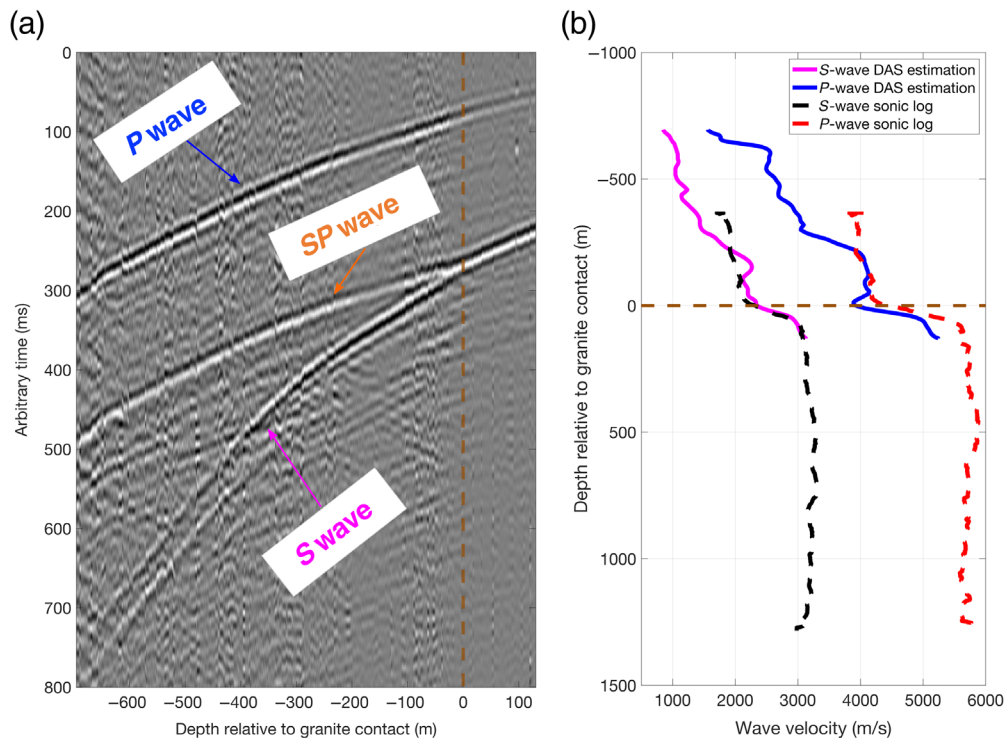 (a)
0
100
200
300
400
500
600
700
800
Arbitrary time (ms)
P wave
SP wave
S wave
−600 −500 −400 −300 −200 −100 0 100
Depth relative to granite contact (m)
(b)
−1000
−500
0
500
1000
1500
Depth relative to granite contact (m)
S-wave DAS estimation
P-wave DAS estimation
S-wave sonic log
P-wave sonic log
1000 2000 3000 4000 5000 6000
Wave velocity (m/s)